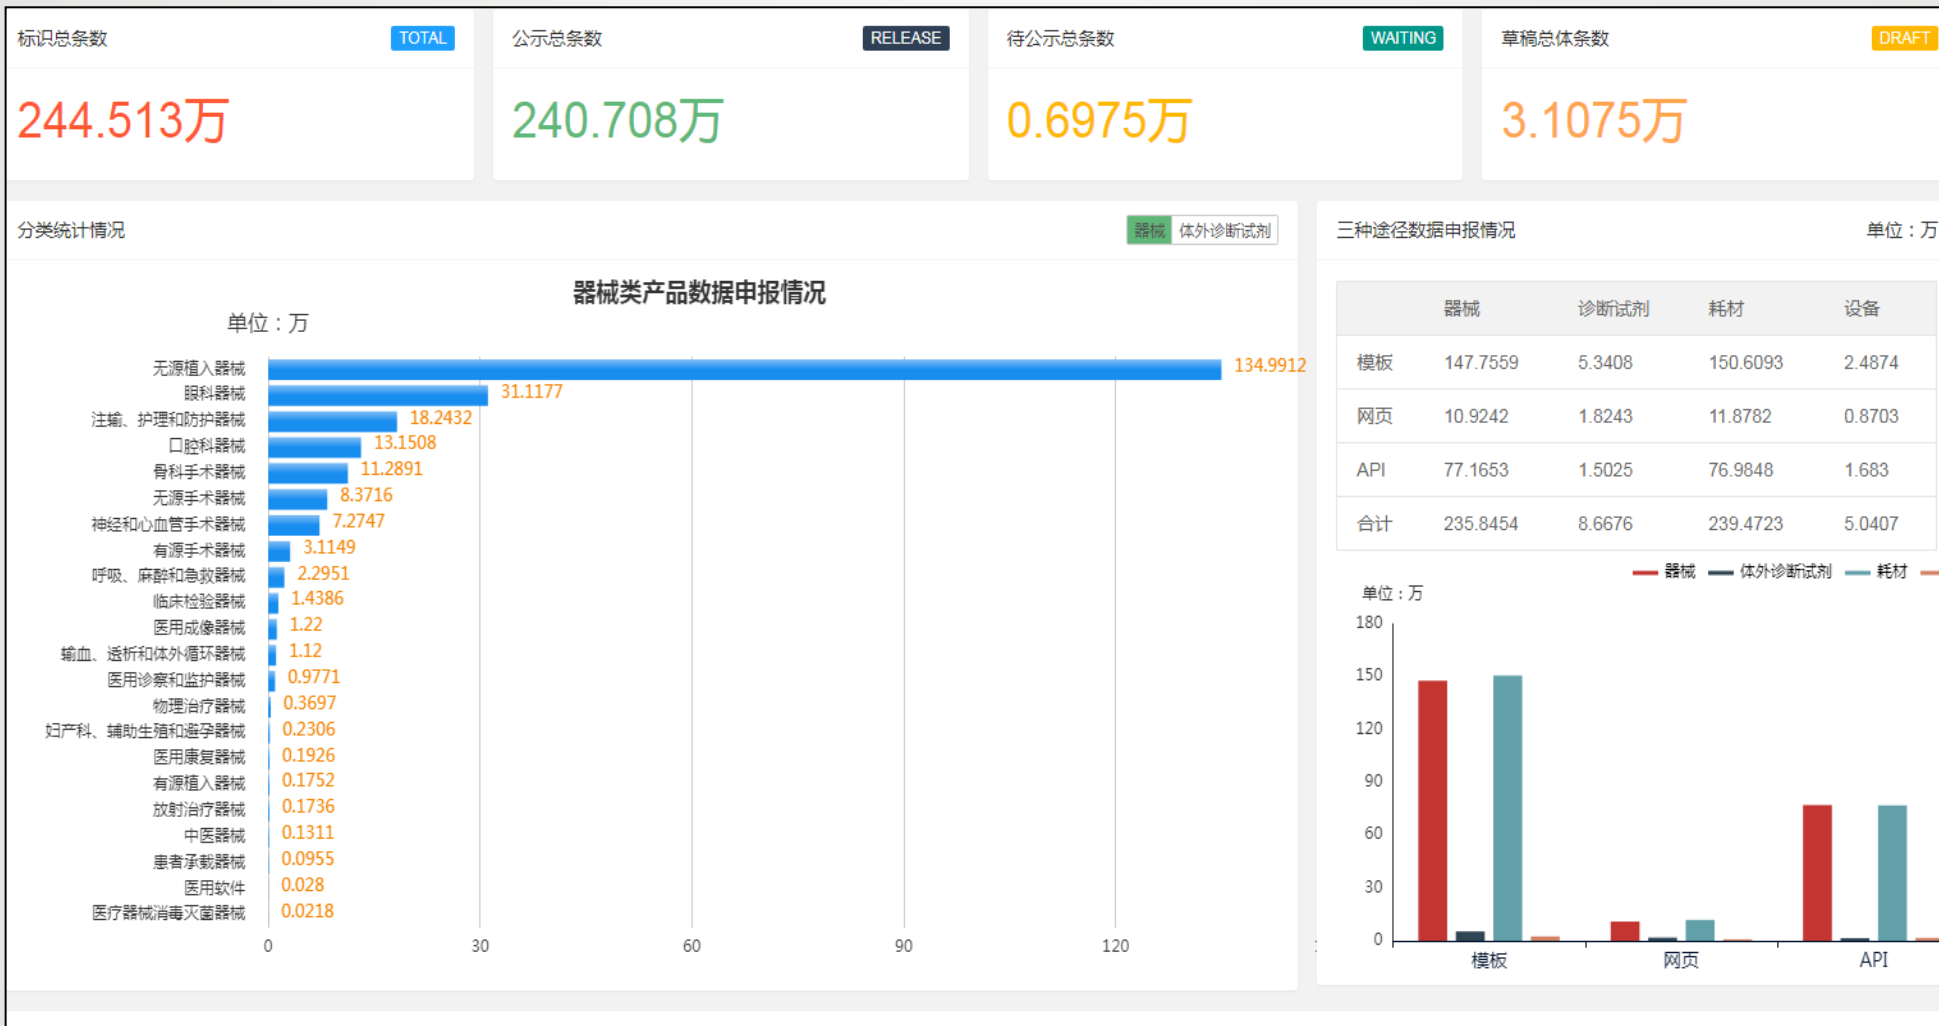 标识总条数 TOTAL
公示总条数 RELEASE
待公示总条数 WAITING
草稿总体条数 DRAFT
244.513万
240.708万
0.6975万
3.1075万
分类统计情况 器械 体外诊断试剂
器械类产品数据申报情况
单位：万
无源植入器械 134.9912
眼科器械 31.1177
注输、护理和防护器械 18.2432
口腔科器械 13.1508
骨科手术器械 11.2891
无源手术器械 8.3716
神经和心血管手术器械 7.2747
有源手术器械 3.1149
呼吸、麻醉和急救器械 2.2951
临床检验器械 1.4386
医用成像器械 1.22
输血、透析和体外循环器械 1.12
医用诊察和监护器械 0.9771
物理治疗器械 0.3697
妇产科、辅助生殖和避孕器械 0.2306
医用康复器械 0.1926
有源植入器械 0.1752
放射治疗器械 0.1736
中医器械 0.1311
患者承载器械 0.0955
医用软件 0.028
医疗器械消毒灭菌器械 0.0218
0 30 60 90 120
三种途径数据申报情况 单位：万
器械 诊断试剂 耗材 设备
模板 147.7559 5.3408 150.6093 2.4874
网页 10.9242 1.8243 11.8782 0.8703
API 77.1653 1.5025 76.9848 1.683
合计 235.8454 8.6676 239.4723 5.0407
器械 体外诊断试剂 耗材
单位：万
180
150
120
90
60
30
0
模板 网页 API